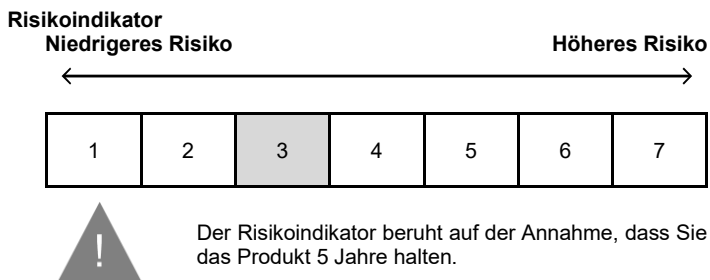 Risikoindikator
Niedrigeres Risiko Höheres Risiko
1 2 3 4 5 6 7
!
Der Risikoindikator beruht auf der Annahme, dass Sie
das Produkt 5 Jahre halten.